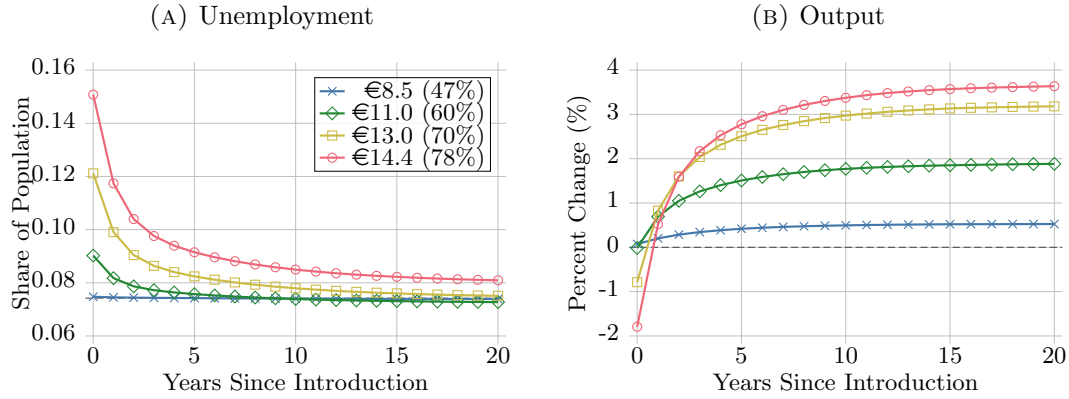 (A) Unemployment
0.16
0.14
0.12
0.10
0.08
0.06
Share of Population
€8.5 (47%)
€11.0 (60%)
€13.0 (70%)
€14.4 (78%)
0 5 10 15 20
Years Since Introduction
(B) Output
4
3
2
1
0
-1
-2
Percent Change (%)
0 5 10 15 20
Years Since Introduction